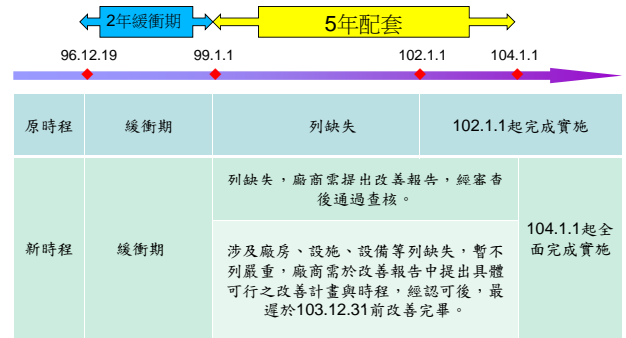 2年緩衝期
5年配套
96.12.19
99.1.1
102.1.1
104.1.1
原時程
緩衝期
列缺失
102.1.1起完成實施
新時程
緩衝期
列缺失，廠商需提出改善報告，經審查
後通過查核。
涉及廠房、設施、設備等列缺失，暫不
列嚴重，廠商需於改善報告中提出具體
可行之改善計畫與時程，經認可後，最
遲於103.12.31前改善完畢。
104.1.1起全
面完成實施